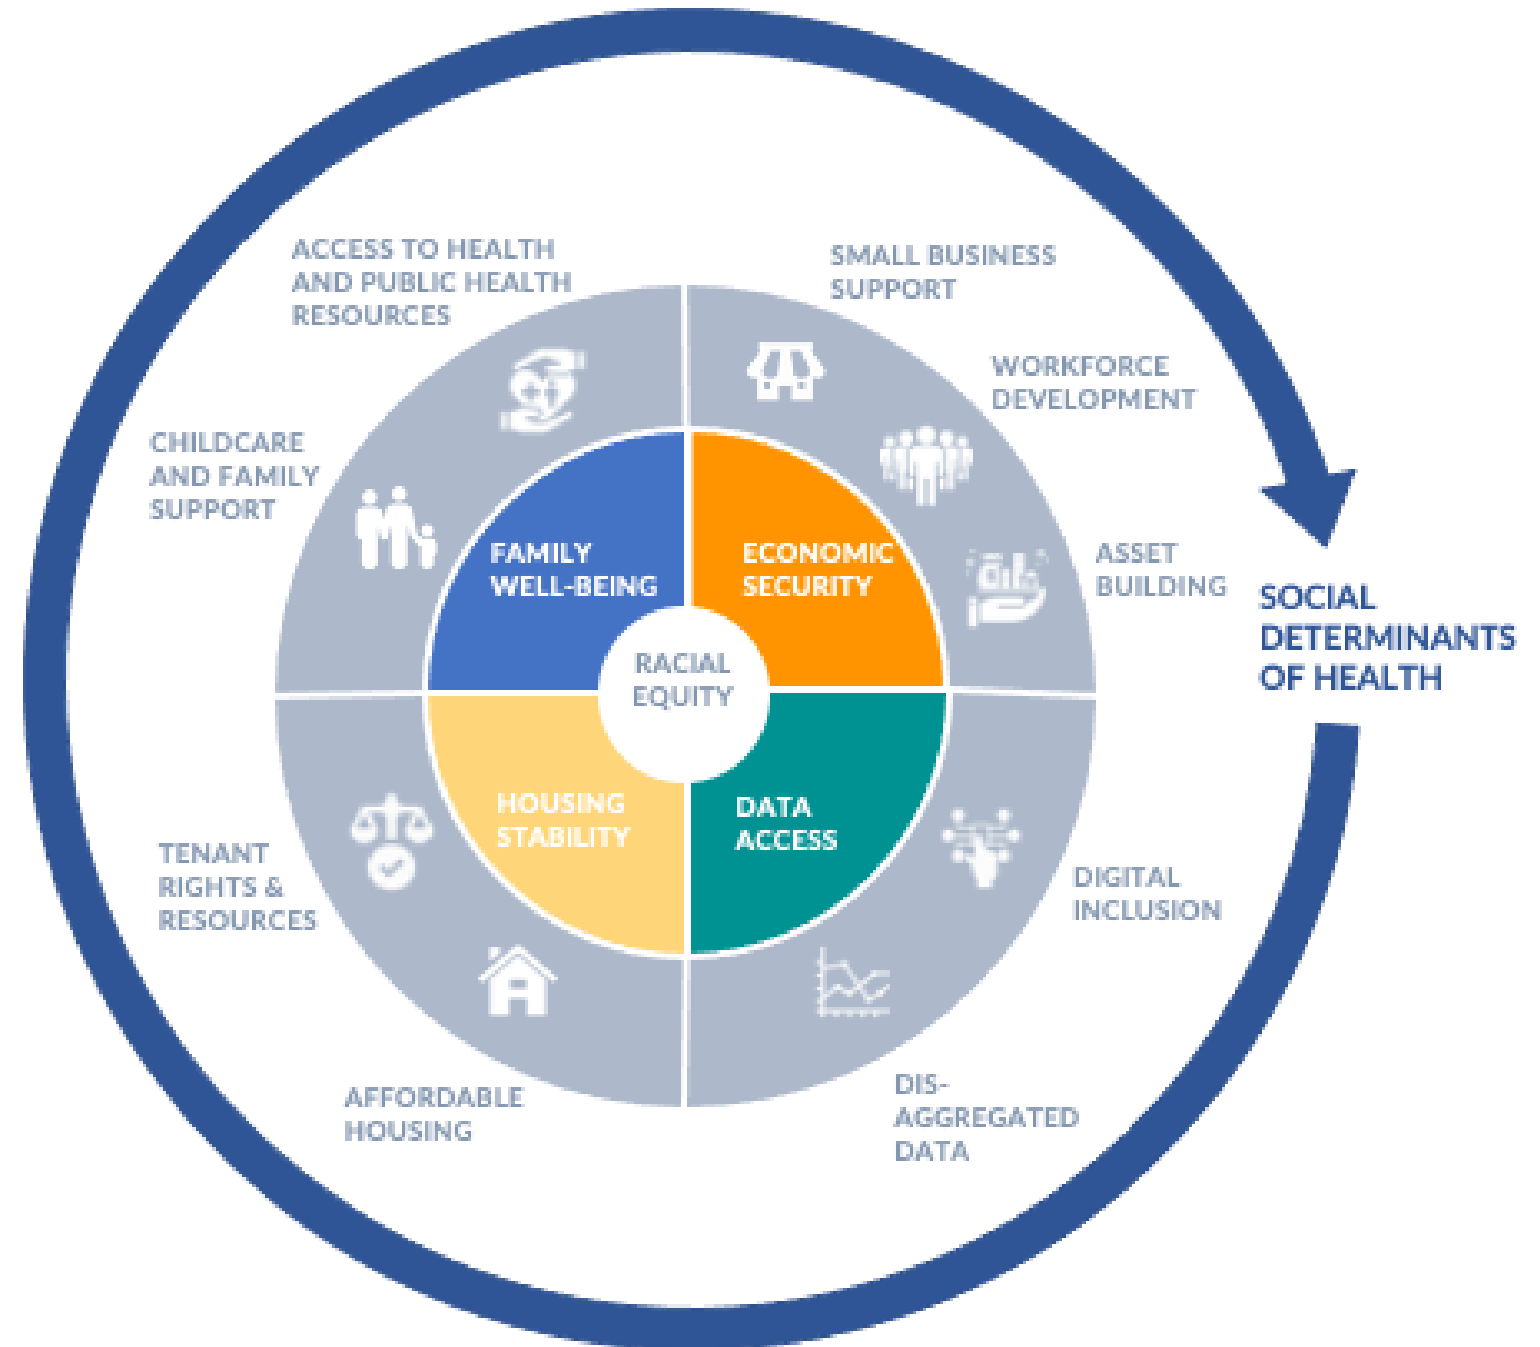 ACCESS TO HEALTH
AND PUBLIC HEALTH
RESOURCES
SMALL BUSINESS
SUPPORT
WORKFORCE
DEVELOPMENT
CHILDCARE
AND FAMILY
SUPPORT
ASSET
BUILDING
FAMILY
WELL-BEING
ECONOMIC
SECURITY
SOCIAL
DETERMINANTS
OF HEALTH
RACIAL
EQUITY
HOUSING
STABILITY
DATA
ACCESS
TENANT
RIGHTS &
RESOURCES
DIGITAL
INCLUSION
AFFORDABLE
HOUSING
DIS-
AGGREGATED
DATA